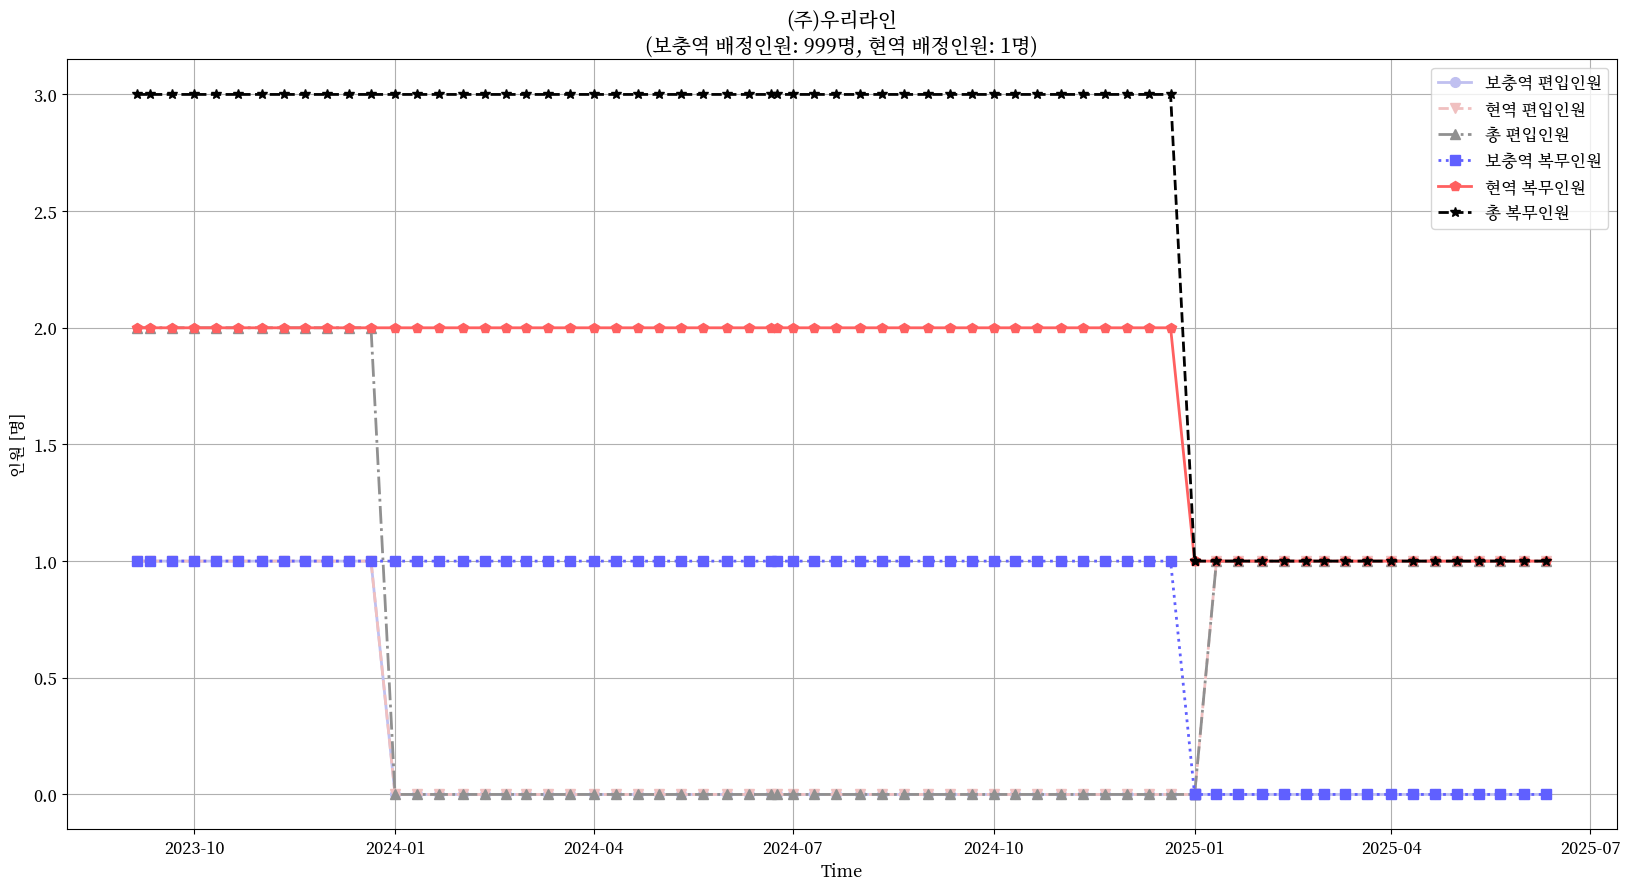 (주)우리라인
(보충역 배정인원: 999명, 현역 배정인원: 1명)
보충역 편입인원
현역 편입인원
총 편입인원
보충역 복무인원
현역 복무인원
총 복무인원
3.0
2.5
2.0
1.5
1.0
0.5
0.0
인원 [명]
2023-10
2024-01
2024-04
2024-07
2024-10
2025-01
2025-04
2025-07
Time